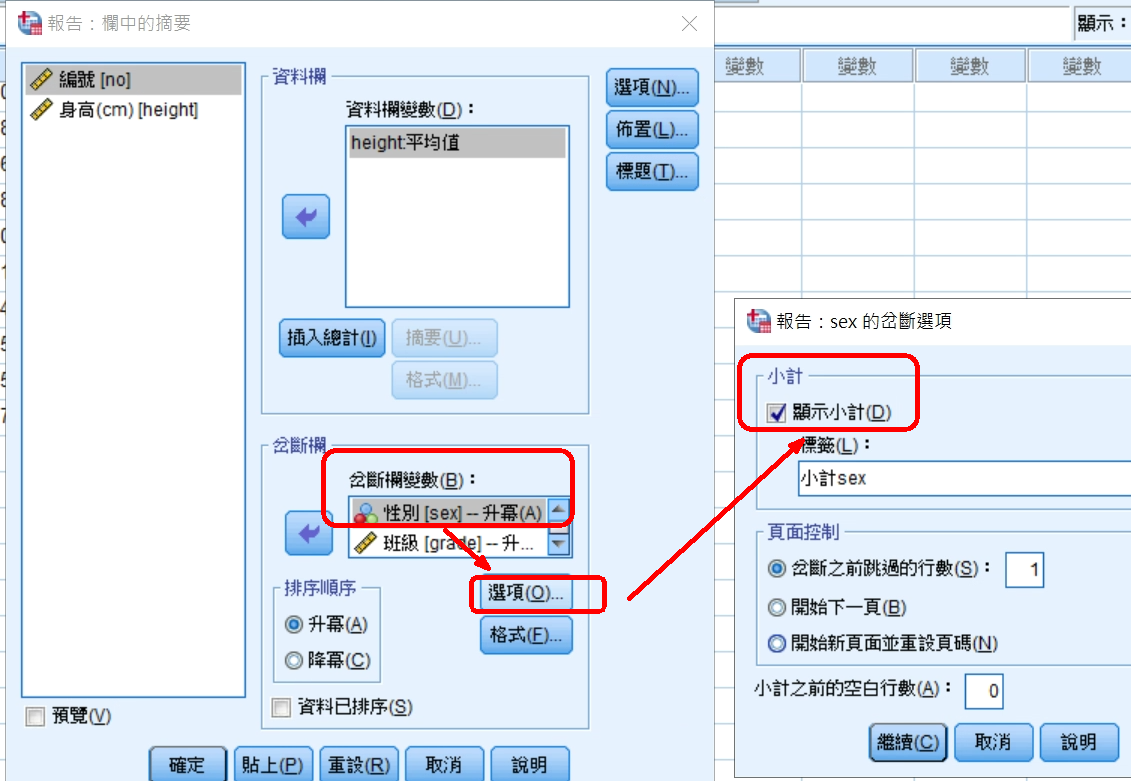 報告：欄中的摘要
顯示：
編號 [no]
身高(cm) [height]
資料欄
資料欄變數(D)：
height:平均值
選項(N)...
佈置(L)...
標題(T)...
變數 變數 變數 變數
插入總計(I)
摘要(U)...
格式(M)...
岔斷欄
岔斷欄變數(B)：
性別 [sex] -- 升冪(A)
班級 [grade] -- 升...
排序順序
升冪(A)
降冪(C)
選項(O)...
格式(F)...
資料已排序(S)
預覽(V)
確定
貼上(P)
重設(R)
取消
說明
報告：sex 的岔斷選項
小計
顯示小計(D)
標籤(L)：
小計sex
頁面控制
岔斷之前跳過的行數(S)： 1
開始下一頁(B)
開始新頁面並重設頁碼(N)
小計之前的空白行數(A)： 0
繼續(C)
取消
說明